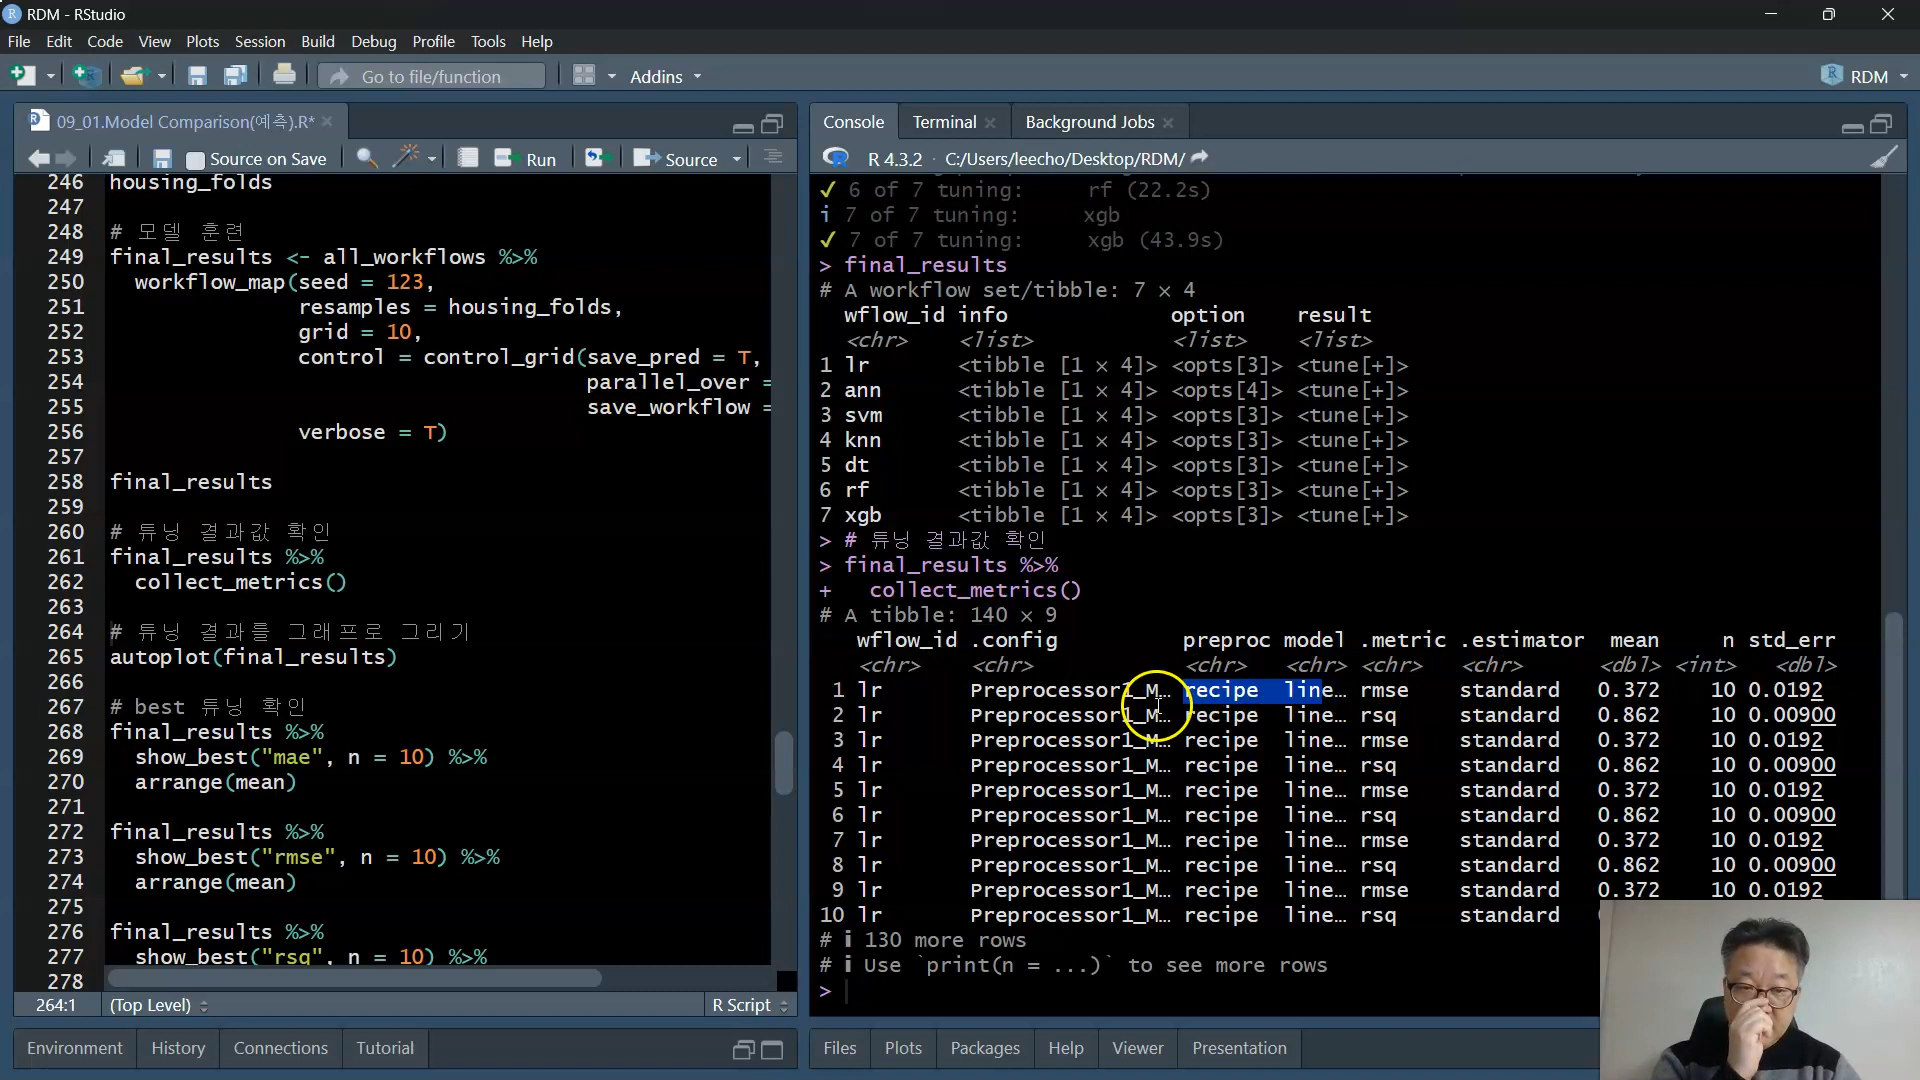 RDM - RStudio
File Edit Code View Plots Session Build Debug Profile Tools Help
Go to file/function Addins RDM
09_01.Model Comparison(예측).R*
Source on Save Run Source
246 housing_folds
247
248 # 모델 훈련
249 final_results <- all_workflows %>%
250 workflow_map(seed = 123,
251 resamples = housing_folds,
252 grid = 10,
253 control = control_grid(save_pred = T,
254 parallel_over =
255 save_workflow =
256 verbose = T)
257
258 final_results
259
260 # 튜닝 결과값 확인
261 final_results %>%
262 collect_metrics()
263
264 # 튜닝 결과를 그래프로 그리기
265 autoplot(final_results)
266
267 # best 튜닝 확인
268 final_results %>%
269 show_best("mae", n = 10) %>%
270 arrange(mean)
271
272 final_results %>%
273 show_best("rmse", n = 10) %>%
274 arrange(mean)
275
276 final_results %>%
277 show_best("rsq", n = 10) %>%
278
264:1 (Top Level) R Script
Environment History Connections Tutorial
Console Terminal Background Jobs
R 4.3.2 · C:/Users/leecho/Desktop/RDM/
✔ 6 of 7 tuning: rf (22.2s)
i 7 of 7 tuning: xgb
✔ 7 of 7 tuning: xgb (43.9s)
> final_results
# A workflow set/tibble: 7 × 4
wflow_id info option result
<chr> <list> <list> <list>
1 lr <tibble [1 × 4]> <opts[3]> <tune[+]>
2 ann <tibble [1 × 4]> <opts[4]> <tune[+]>
3 svm <tibble [1 × 4]> <opts[3]> <tune[+]>
4 knn <tibble [1 × 4]> <opts[3]> <tune[+]>
5 dt <tibble [1 × 4]> <opts[3]> <tune[+]>
6 rf <tibble [1 × 4]> <opts[3]> <tune[+]>
7 xgb <tibble [1 × 4]> <opts[3]> <tune[+]>
> # 튜닝 결과값 확인
> final_results %>%
+ collect_metrics()
# A tibble: 140 × 9
wflow_id .config preproc model .metric .estimator mean n std_err
<chr> <chr> <chr> <chr> <chr> <chr> <dbl> <int> <dbl>
1 lr Preprocessor1_M… recipe line… rmse standard 0.372 10 0.0192
2 lr Preprocessor1_M… recipe line… rsq standard 0.862 10 0.00900
3 lr Preprocessor1_M… recipe line… rmse standard 0.372 10 0.0192
4 lr Preprocessor1_M… recipe line… rsq standard 0.862 10 0.00900
5 lr Preprocessor1_M… recipe line… rmse standard 0.372 10 0.0192
6 lr Preprocessor1_M… recipe line… rsq standard 0.862 10 0.00900
7 lr Preprocessor1_M… recipe line… rmse standard 0.372 10 0.0192
8 lr Preprocessor1_M… recipe line… rsq standard 0.862 10 0.00900
9 lr Preprocessor1_M… recipe line… rmse standard 0.372 10 0.0192
10 lr Preprocessor1_M… recipe line… rsq standard
# ℹ 130 more rows
# ℹ Use `print(n = ...)` to see more rows
>
Files Plots Packages Help Viewer Presentation